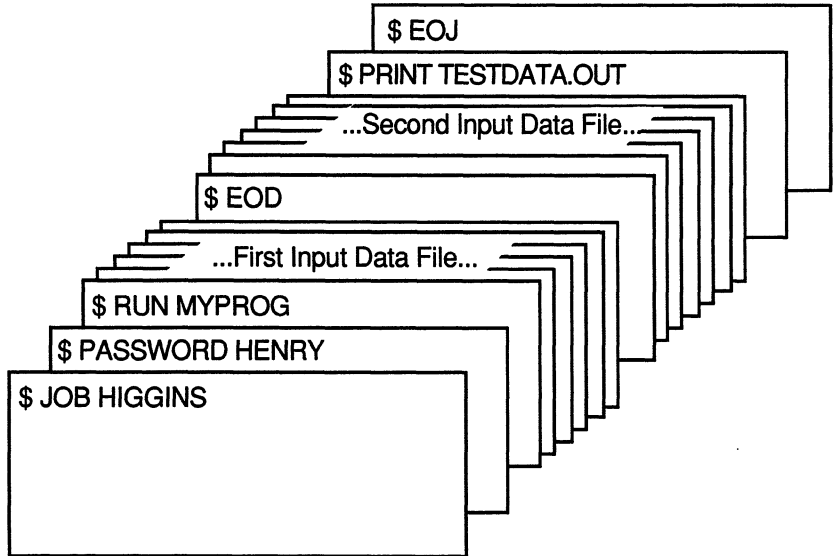 $ EOJ
$ PRINT TESTDATA.OUT
...Second Input Data File...
$ EOD
...First Input Data File...
$ RUN MYPROG
$ PASSWORD HENRY
$ JOB HIGGINS